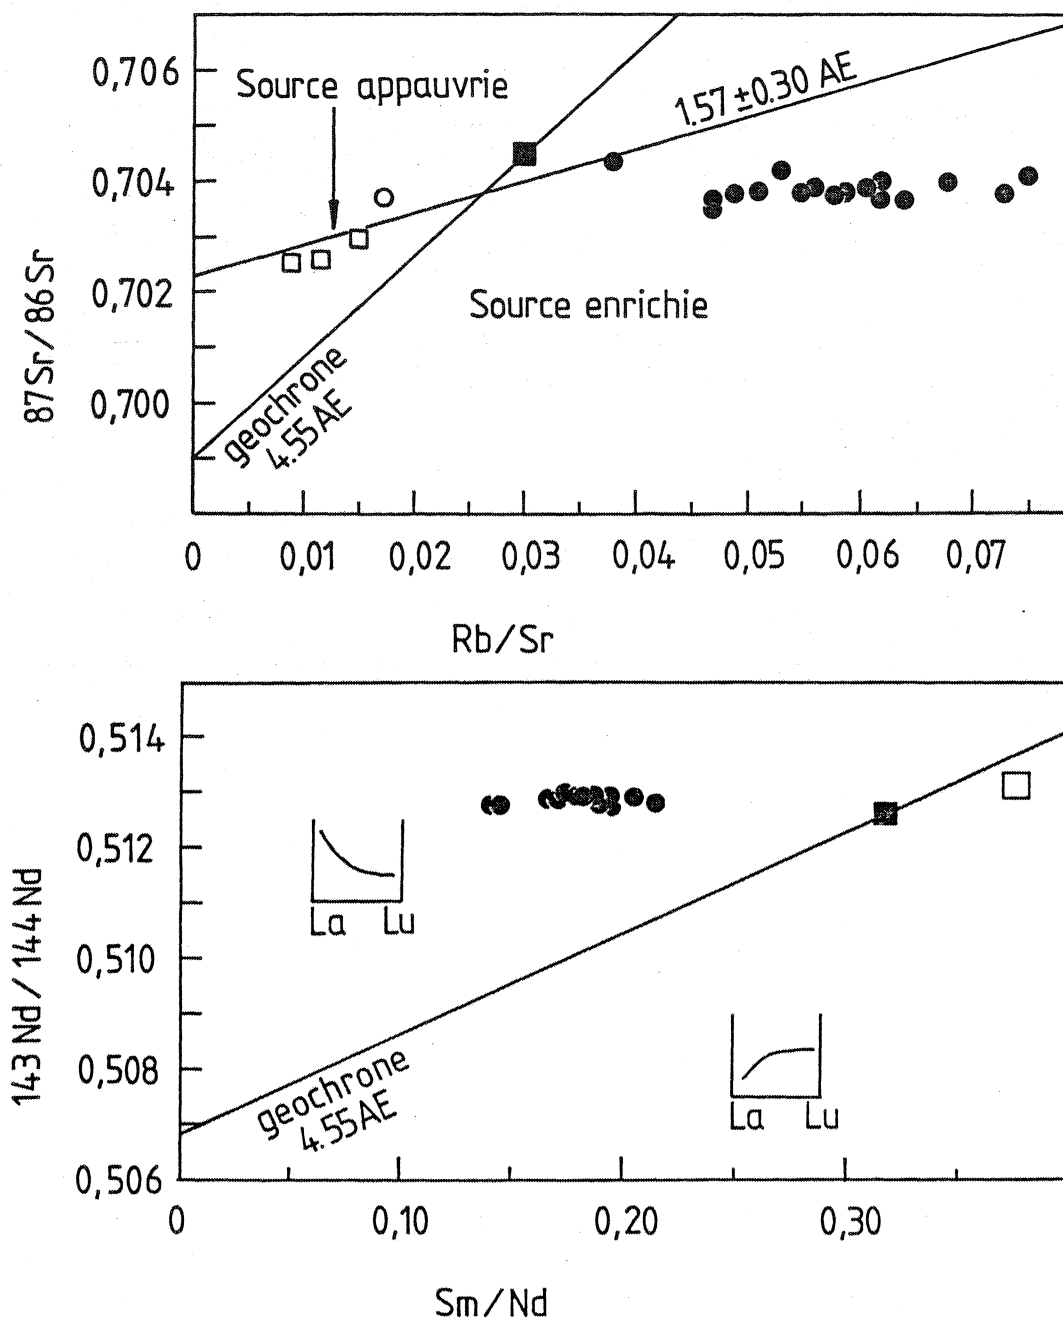 0,706
0,704
0,702
0,700
87Sr/86Sr
Source appauvrie
1.57±0.30 AE
Source enrichie
geochrone
4.55AE
0 0,01 0,02 0,03 0,04 0,05 0,06 0,07
Rb/Sr
0,514
0,512
0,510
0,508
0,506
143Nd/144Nd
La Lu
La Lu
geochrone
4.55AE
0 0,10 0,20 0,30
Sm/Nd